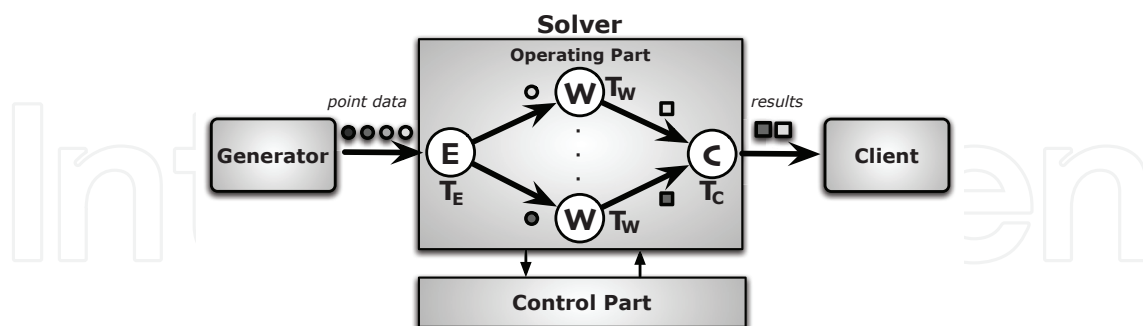 Solver
Operating Part
point data
results
Generator
E
T_E
W
T_W
W
T_W
C
T_C
Client
Control Part